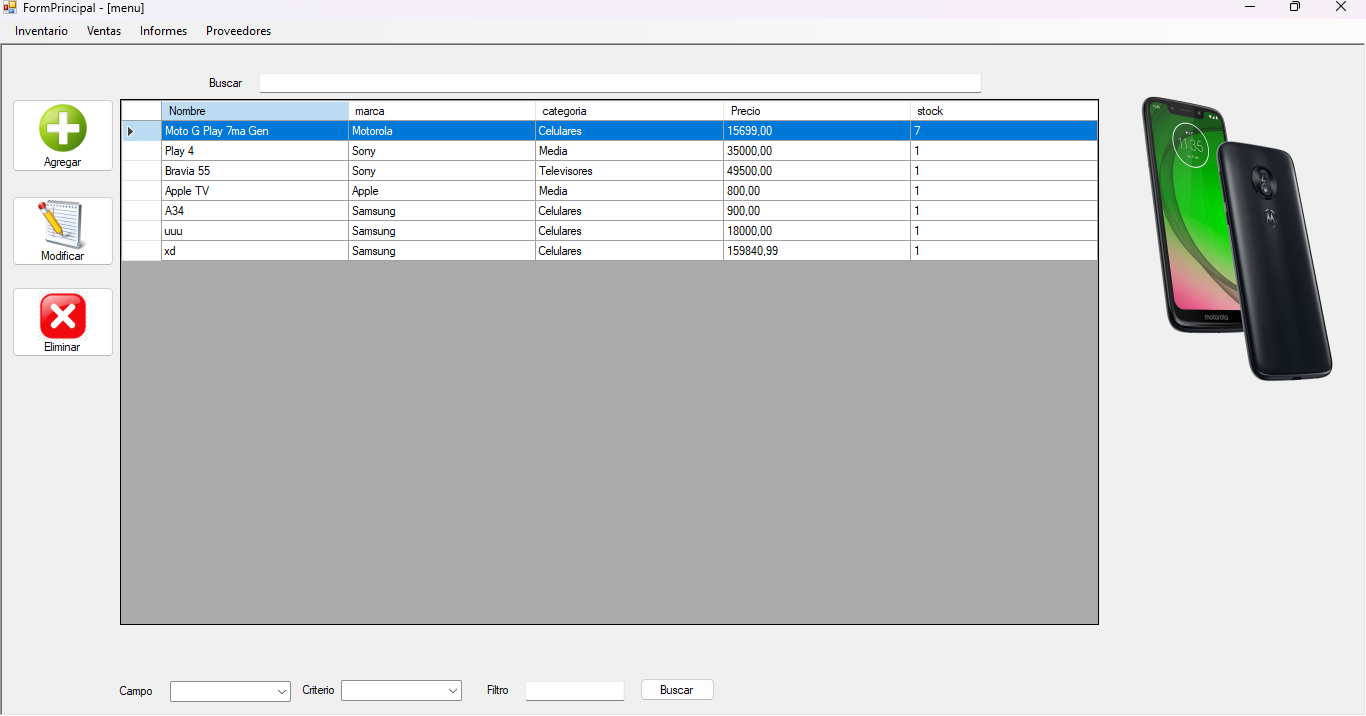 FormPrincipal - [menu]
Inventario Ventas Informes Proveedores
Buscar
Agregar
Modificar
Eliminar
Nombre marca categoria Precio stock
Moto G Play 7ma Gen Motorola Celulares 15699,00 7
Play 4 Sony Media 35000,00 1
Bravia 55 Sony Televisores 49500,00 1
Apple TV Apple Media 800,00 1
A34 Samsung Celulares 900,00 1
uuu Samsung Celulares 18000,00 1
xd Samsung Celulares 159840,99 1
11:35
motorola
Campo Criterio Filtro Buscar